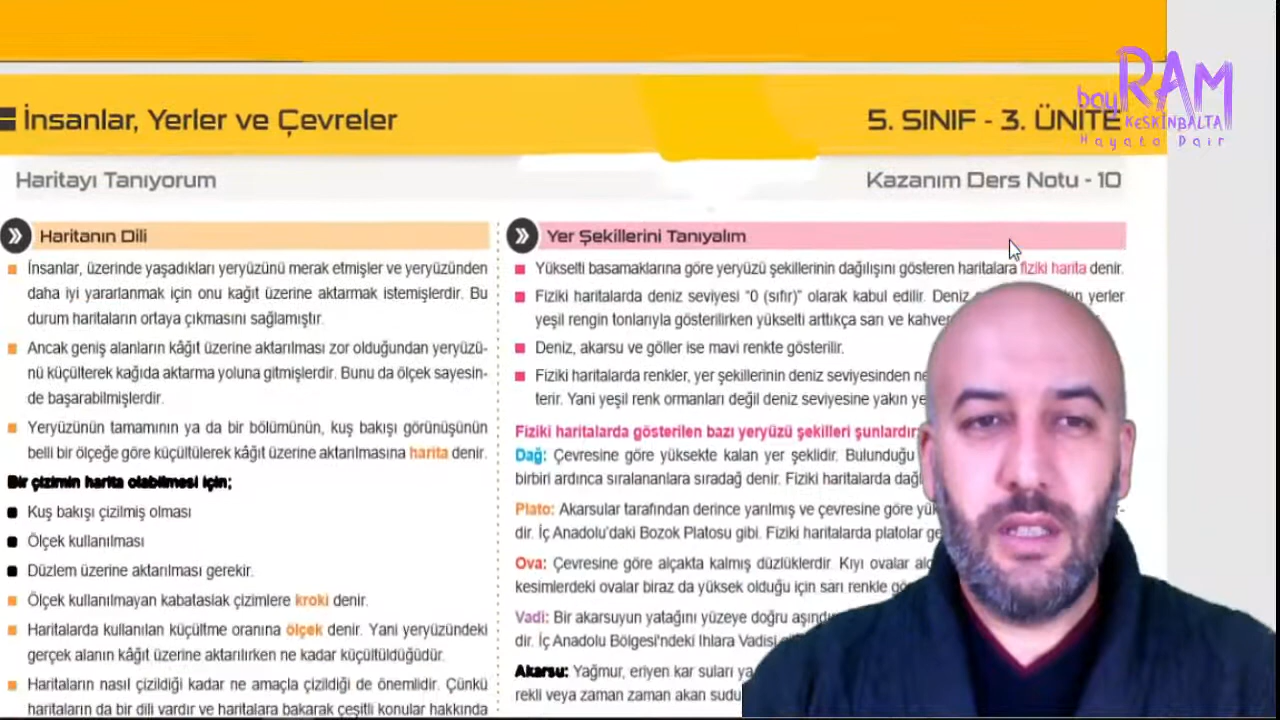 İnsanlar, Yerler ve Çevreler
5. SINIF - 3. ÜNİTE
bay RAM
KESKİNBALTA
Hayata Dair
Haritayı Tanıyorum
Kazanım Ders Notu - 10
Haritanın Dili
İnsanlar, üzerinde yaşadıkları yeryüzünü merak etmişler ve yeryüzünden
daha iyi yararlanmak için onu kağıt üzerine aktarmak istemişlerdir. Bu
durum haritaların ortaya çıkmasını sağlamıştır.
Ancak geniş alanların kâğıt üzerine aktarılması zor olduğundan yeryüzü-
nü küçülterek kağıda aktarma yoluna gitmişlerdir. Bunu da ölçek sayesin-
de başarabilmişlerdir.
Yeryüzünün tamamının ya da bir bölümünün, kuş bakışı görünüşünün
belli bir ölçeğe göre küçültülerek kâğıt üzerine aktarılmasına harita denir.
Bir çizimin harita olabilmesi için;
Kuş bakışı çizilmiş olması
Ölçek kullanılması
Düzlem üzerine aktarılması gerekir.
Ölçek kullanılmayan kabataslak çizimlere kroki denir.
Haritalarda kullanılan küçültme oranına ölçek denir. Yani yeryüzündeki
gerçek alanın kâğıt üzerine aktarılırken ne kadar küçültüldüğüdür.
Haritaların nasıl çizildiği kadar ne amaçla çizildiği de önemlidir. Çünkü
haritaların da bir dili vardır ve haritalara bakarak çeşitli konular hakkında
Yer Şekillerini Tanıyalım
Yükselti basamaklarına göre yeryüzü şekillerinin dağılışını gösteren haritalara fiziki harita denir.
Fiziki haritalarda deniz seviyesi "0 (sıfır)" olarak kabul edilir. Deniz yerler
yeşil rengin tonlarıyla gösterilirken yükselti arttıkça sarı ve
Deniz, akarsu ve göller ise mavi renkte gösterilir.
Fiziki haritalarda renkler, yer şekillerinin deniz seviyesinden
terir. Yani yeşil renk ormanları değil deniz seviyesine yakın
Fiziki haritalarda gösterilen bazı yeryüzü şekilleri
Dağ: Çevresine göre yüksekte kalan yer şeklidir. Bulunduğu
birbiri ardınca sıralananlara sıradağ denir. Fiziki haritalarda
Plato: Akarsular tarafından derince yarılmış ve çevresine göre
dir. İç Anadolu'daki Bozok Platosu gibi. Fiziki haritalarda platolar
Ova: Çevresine göre alçakta kalmış düzlüklerdir. Kıyı ovalar
kesimlerdeki ovalar biraz da yüksek olduğu için sarı renkle
Vadi: Bir akarsuyun yatağını yüzeye doğru
dir. İç Anadolu Bölgesi'ndeki Ihlara Vadisi
Akarsu: Yağmur, eriyen kar suları
rekli veya zaman zaman akan